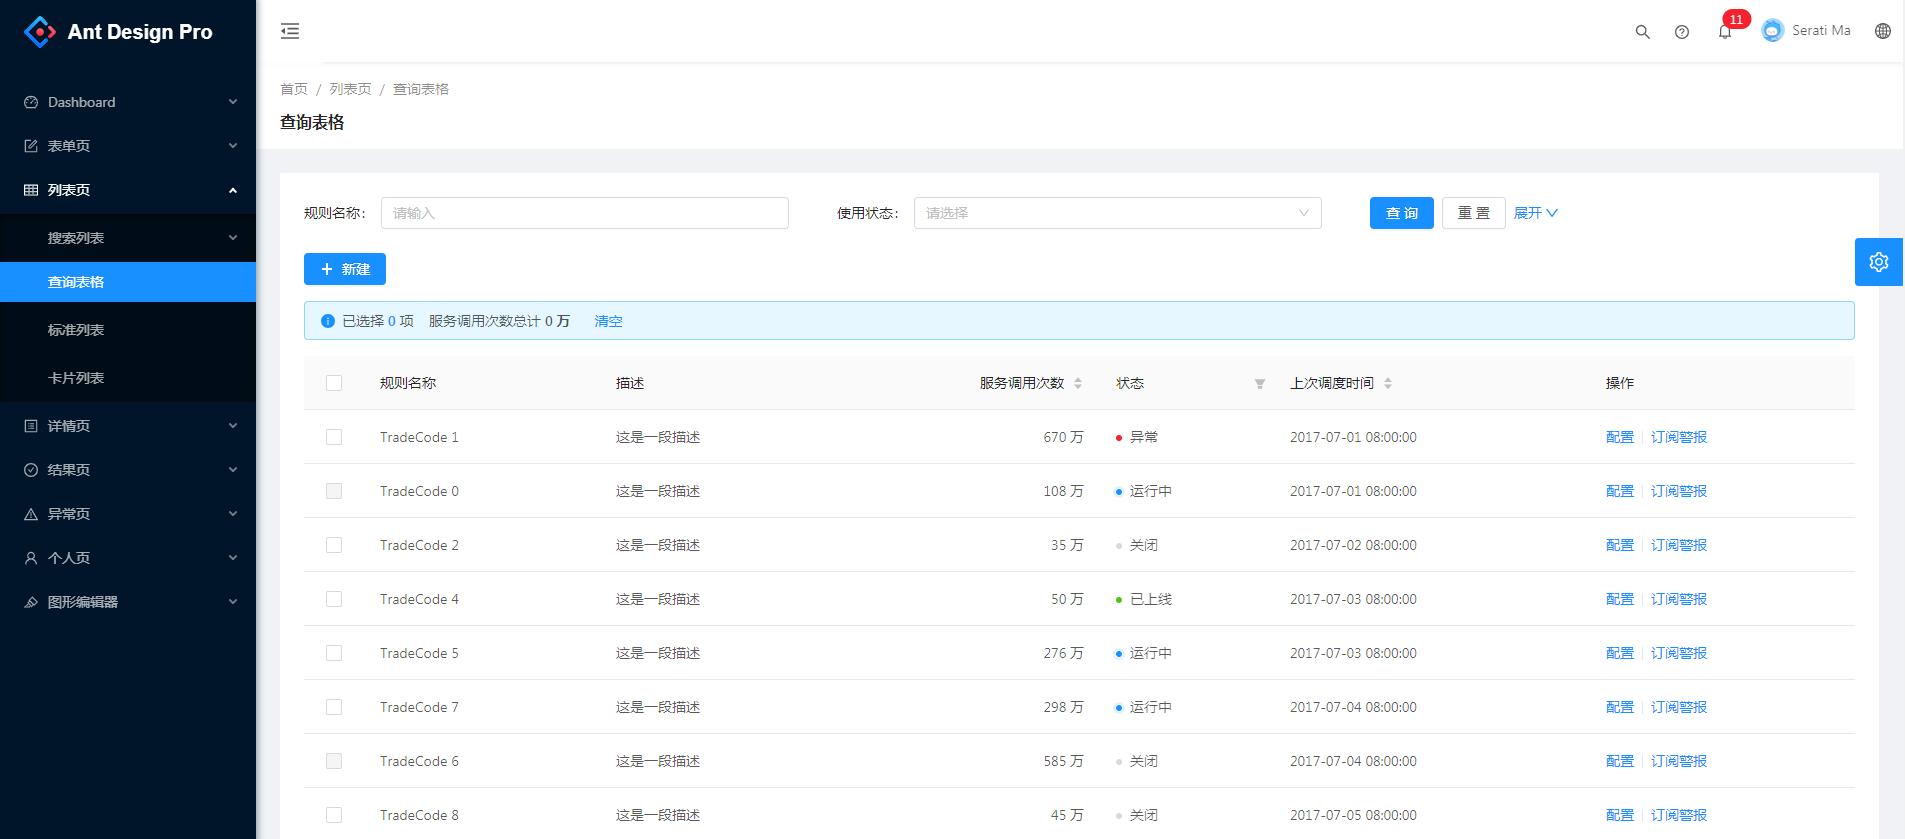 Ant Design Pro
Dashboard
表单页
列表页
搜索列表
查询表格
标准列表
卡片列表
详情页
结果页
异常页
个人页
图形编辑器
11
Serati Ma
首页 / 列表页 / 查询表格
查询表格
规则名称: 请输入 使用状态: 请选择 查 询 重 置 展开
+ 新建
已选择 0 项 服务调用次数总计 0 万 清空
规则名称 描述 服务调用次数 状态 上次调度时间 操作
TradeCode 1 这是一段描述 670 万 异常 2017-07-01 08:00:00 配置 订阅警报
TradeCode 0 这是一段描述 108 万 运行中 2017-07-01 08:00:00 配置 订阅警报
TradeCode 2 这是一段描述 35 万 关闭 2017-07-02 08:00:00 配置 订阅警报
TradeCode 4 这是一段描述 50 万 已上线 2017-07-03 08:00:00 配置 订阅警报
TradeCode 5 这是一段描述 276 万 运行中 2017-07-03 08:00:00 配置 订阅警报
TradeCode 7 这是一段描述 298 万 运行中 2017-07-04 08:00:00 配置 订阅警报
TradeCode 6 这是一段描述 585 万 关闭 2017-07-04 08:00:00 配置 订阅警报
TradeCode 8 这是一段描述 45 万 关闭 2017-07-05 08:00:00 配置 订阅警报